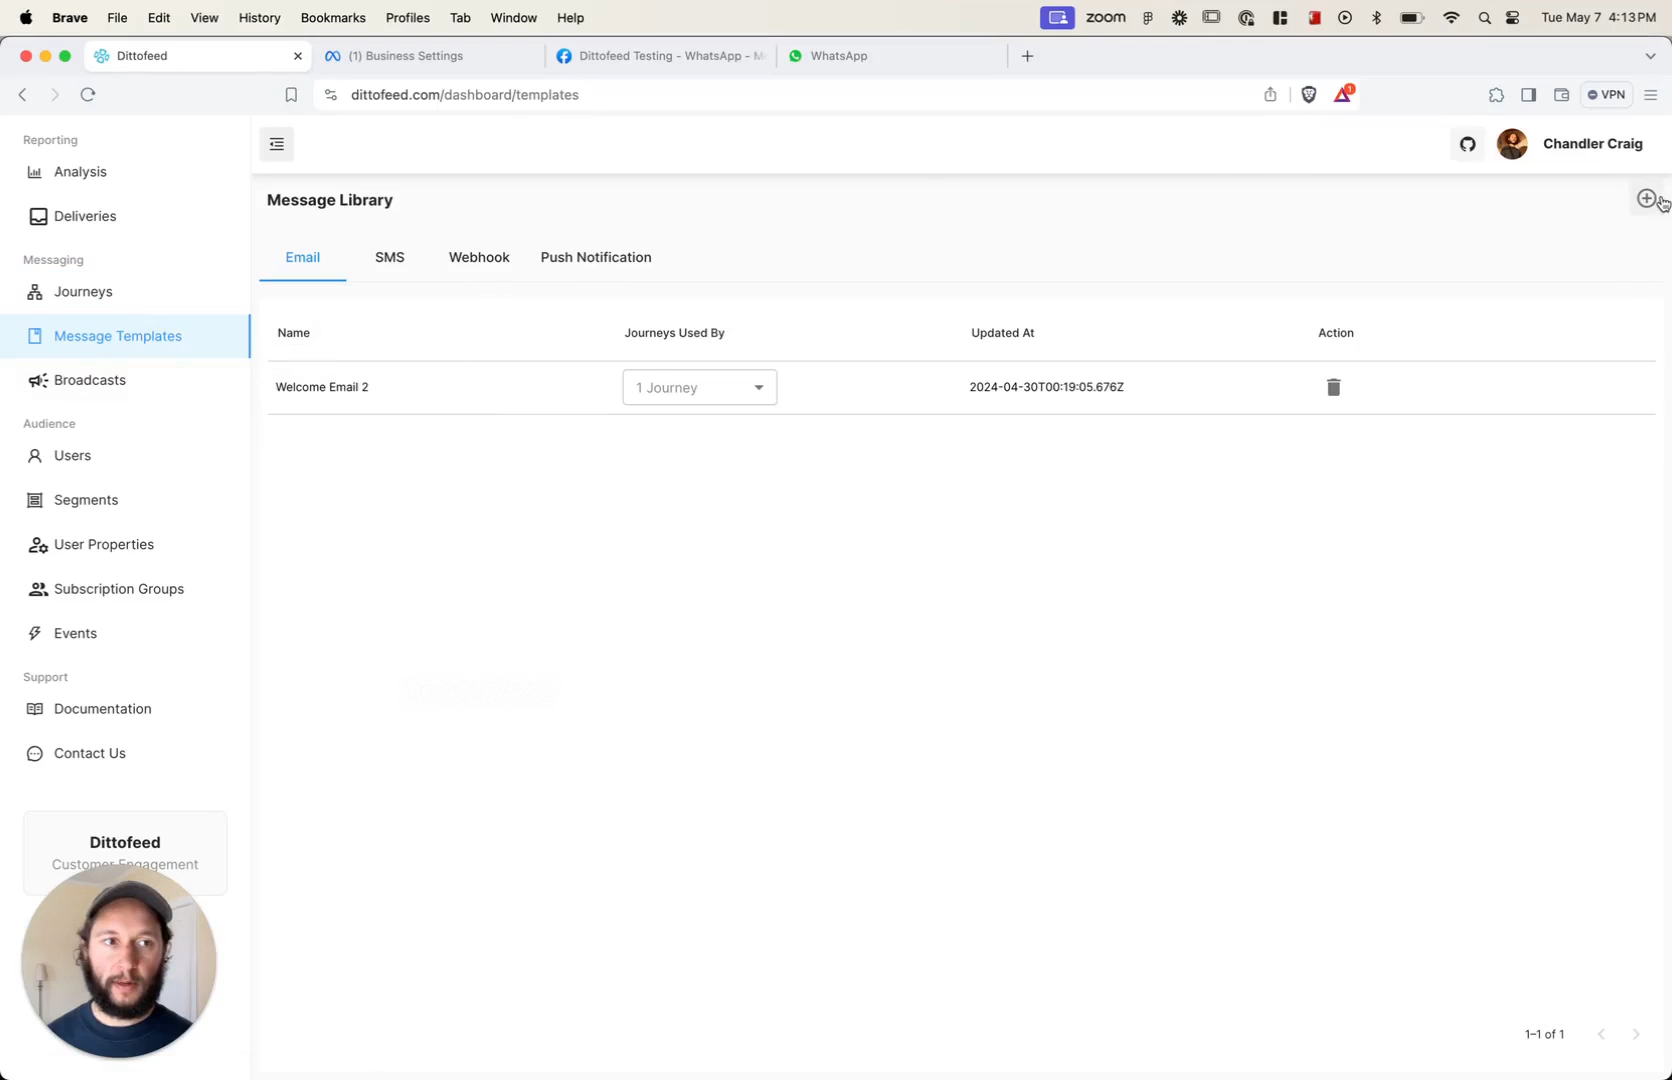 Brave File Edit View History Bookmarks Profiles Tab Window Help zoom Tue May 7 4:13 PM
Dittofeed (1) Business Settings Dittofeed Testing - WhatsApp - M WhatsApp
dittofeed.com/dashboard/templates 1 VPN
Reporting
Analysis
Deliveries
Messaging
Journeys
Message Templates
Broadcasts
Audience
Users
Segments
User Properties
Subscription Groups
Events
Support
Documentation
Contact Us
Dittofeed
Customer Engagement
Chandler Craig
Message Library
Email SMS Webhook Push Notification
Name Journeys Used By Updated At Action
Welcome Email 2 1 Journey 2024-04-30T00:19:05.676Z
1–1 of 1